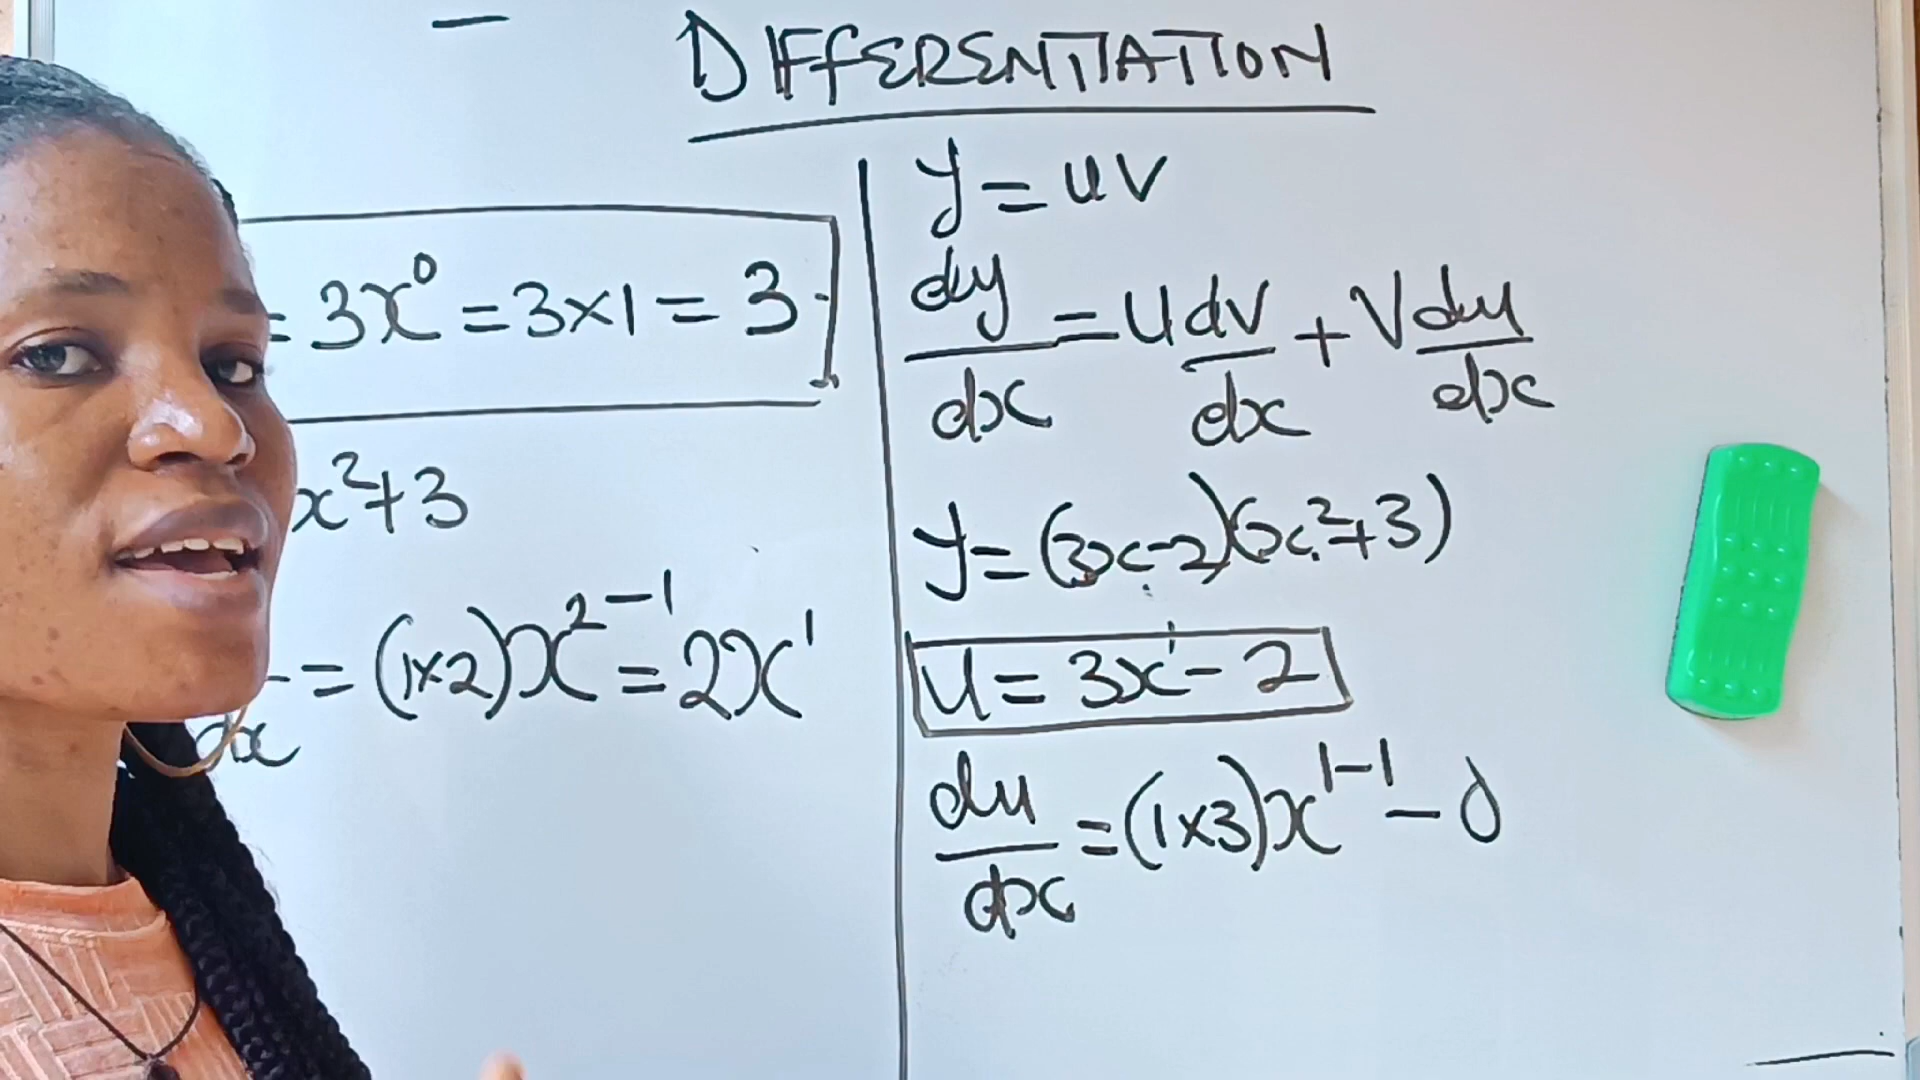 DIFFERENTIATION
= 3x⁰ = 3×1 = 3
x²+3
dx = (1×2)x²⁻¹ = 2x¹
y = uv
dy/dx = u dv/dx + v du/dx
y = (3x-2)(x²+3)
u = 3x¹ - 2
du/dx = (1×3)x¹⁻¹ - 0